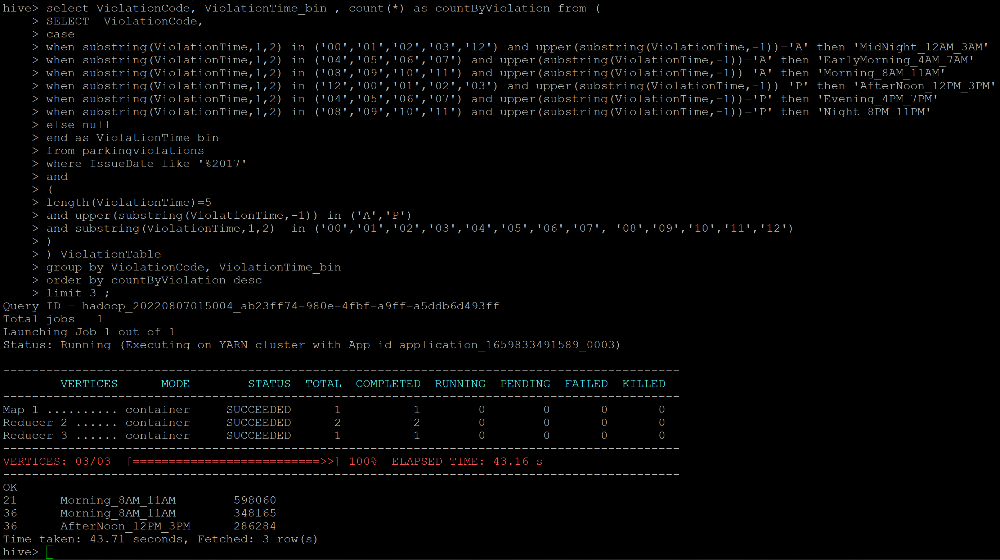 hive> select ViolationCode, ViolationTime_bin , count(*) as countByViolation from (
    > SELECT  ViolationCode,
    > case
    > when substring(ViolationTime,1,2) in ('00','01','02','03','12') and upper(substring(ViolationTime,-1))='A' then 'MidNight_12AM_3AM'
    > when substring(ViolationTime,1,2) in ('04','05','06','07') and upper(substring(ViolationTime,-1))='A' then 'EarlyMorning_4AM_7AM'
    > when substring(ViolationTime,1,2) in ('08','09','10','11') and upper(substring(ViolationTime,-1))='A' then 'Morning_8AM_11AM'
    > when substring(ViolationTime,1,2) in ('12','00','01','02','03') and upper(substring(ViolationTime,-1))='P' then 'AfterNoon_12PM_3PM'
    > when substring(ViolationTime,1,2) in ('04','05','06','07') and upper(substring(ViolationTime,-1))='P' then 'Evening_4PM_7PM'
    > when substring(ViolationTime,1,2) in ('08','09','10','11') and upper(substring(ViolationTime,-1))='P' then 'Night_8PM_11PM'
    > else null
    > end as ViolationTime_bin
    > from parkingviolations
    > where IssueDate like '%2017'
    > and
    > (
    > length(ViolationTime)=5
    > and upper(substring(ViolationTime,-1)) in ('A','P')
    > and substring(ViolationTime,1,2)  in ('00','01','02','03','04','05','06','07', '08','09','10','11','12')
    > )
    > ) ViolationTable
    > group by ViolationCode, ViolationTime_bin
    > order by countByViolation desc
    > limit 3 ;
Query ID = hadoop_20220807015004_ab23ff74-980e-4fbf-a9ff-a5ddb6d493ff
Total jobs = 1
Launching Job 1 out of 1
Status: Running (Executing on YARN cluster with App id application_1659833491589_0003)
----------------------------------------------------------------------------------------------
        VERTICES      MODE        STATUS  TOTAL  COMPLETED  RUNNING  PENDING  FAILED  KILLED
----------------------------------------------------------------------------------------------
Map 1 .......... container     SUCCEEDED      1          1        0        0       0       0
Reducer 2 ...... container     SUCCEEDED      2          2        0        0       0       0
Reducer 3 ...... container     SUCCEEDED      1          1        0        0       0       0
----------------------------------------------------------------------------------------------
VERTICES: 03/03  [==========================>>] 100%  ELAPSED TIME: 43.16 s
----------------------------------------------------------------------------------------------
OK
21      Morning_8AM_11AM        598060
36      Morning_8AM_11AM        348165
36      AfterNoon_12PM_3PM      286284
Time taken: 43.71 seconds, Fetched: 3 row(s)
hive>